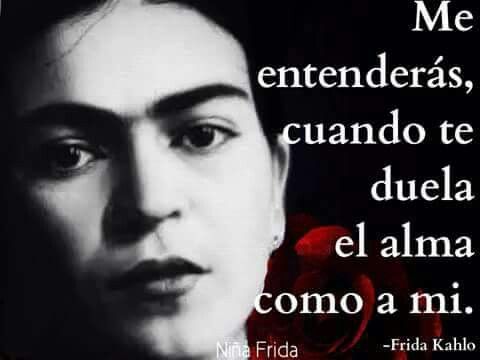 Me
entenderás,
cuando te
duela
el alma
como a mi.
-Frida Kahlo
Niña Frida